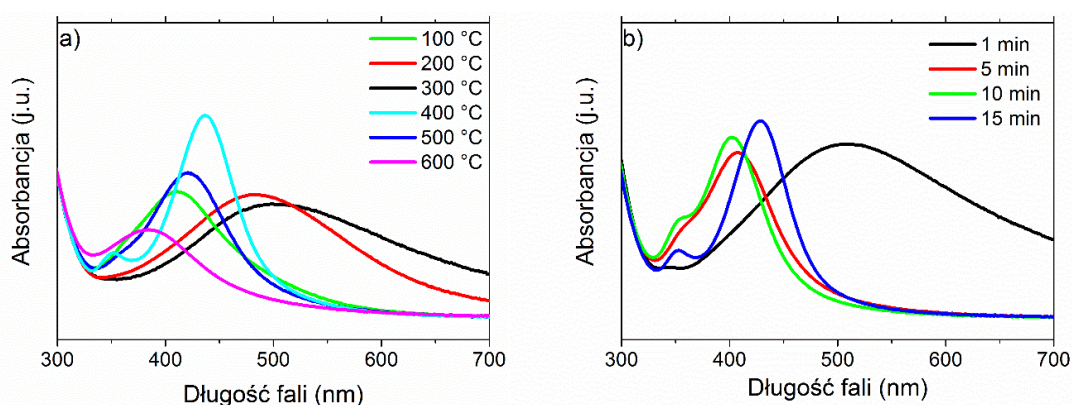 a)
100 °C
200 °C
300 °C
400 °C
500 °C
600 °C
Absorbancja (j.u.)
300 400 500 600 700
Długość fali (nm)
b)
1 min
5 min
10 min
15 min
Absorbancja (j.u.)
300 400 500 600 700
Długość fali (nm)